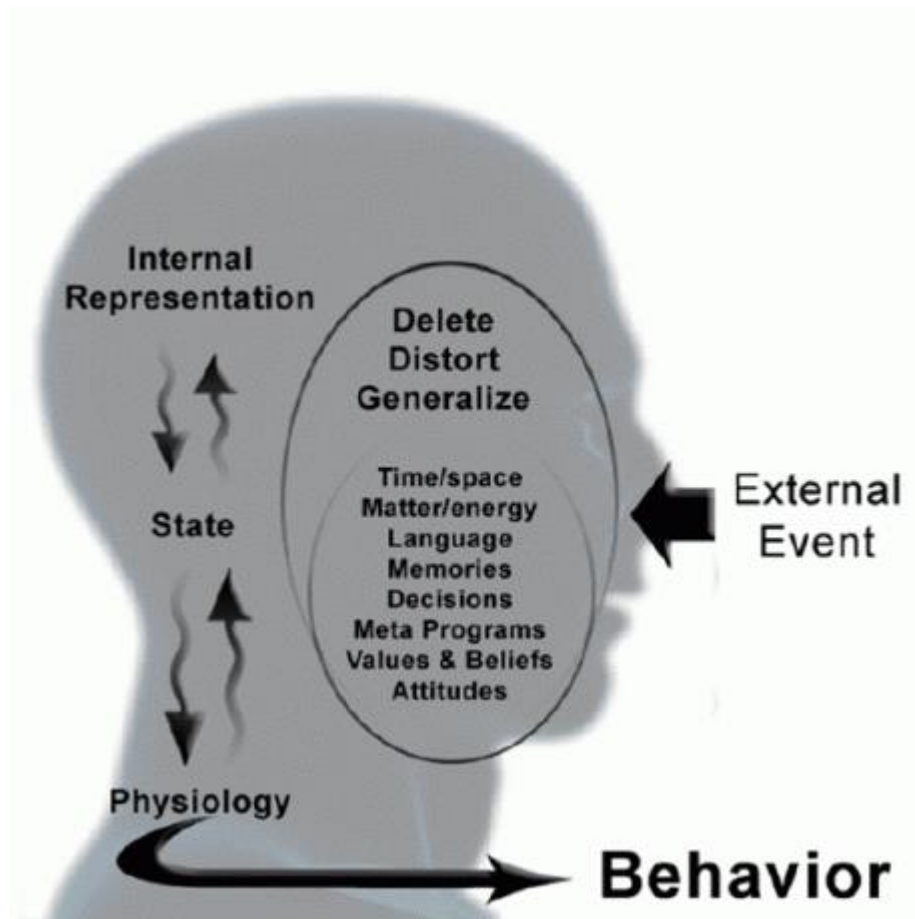 Internal
Representation
State
Physiology
Delete
Distort
Generalize
Time/space
Matter/energy
Language
Memories
Decisions
Meta Programs
Values & Beliefs
Attitudes
External
Event
Behavior